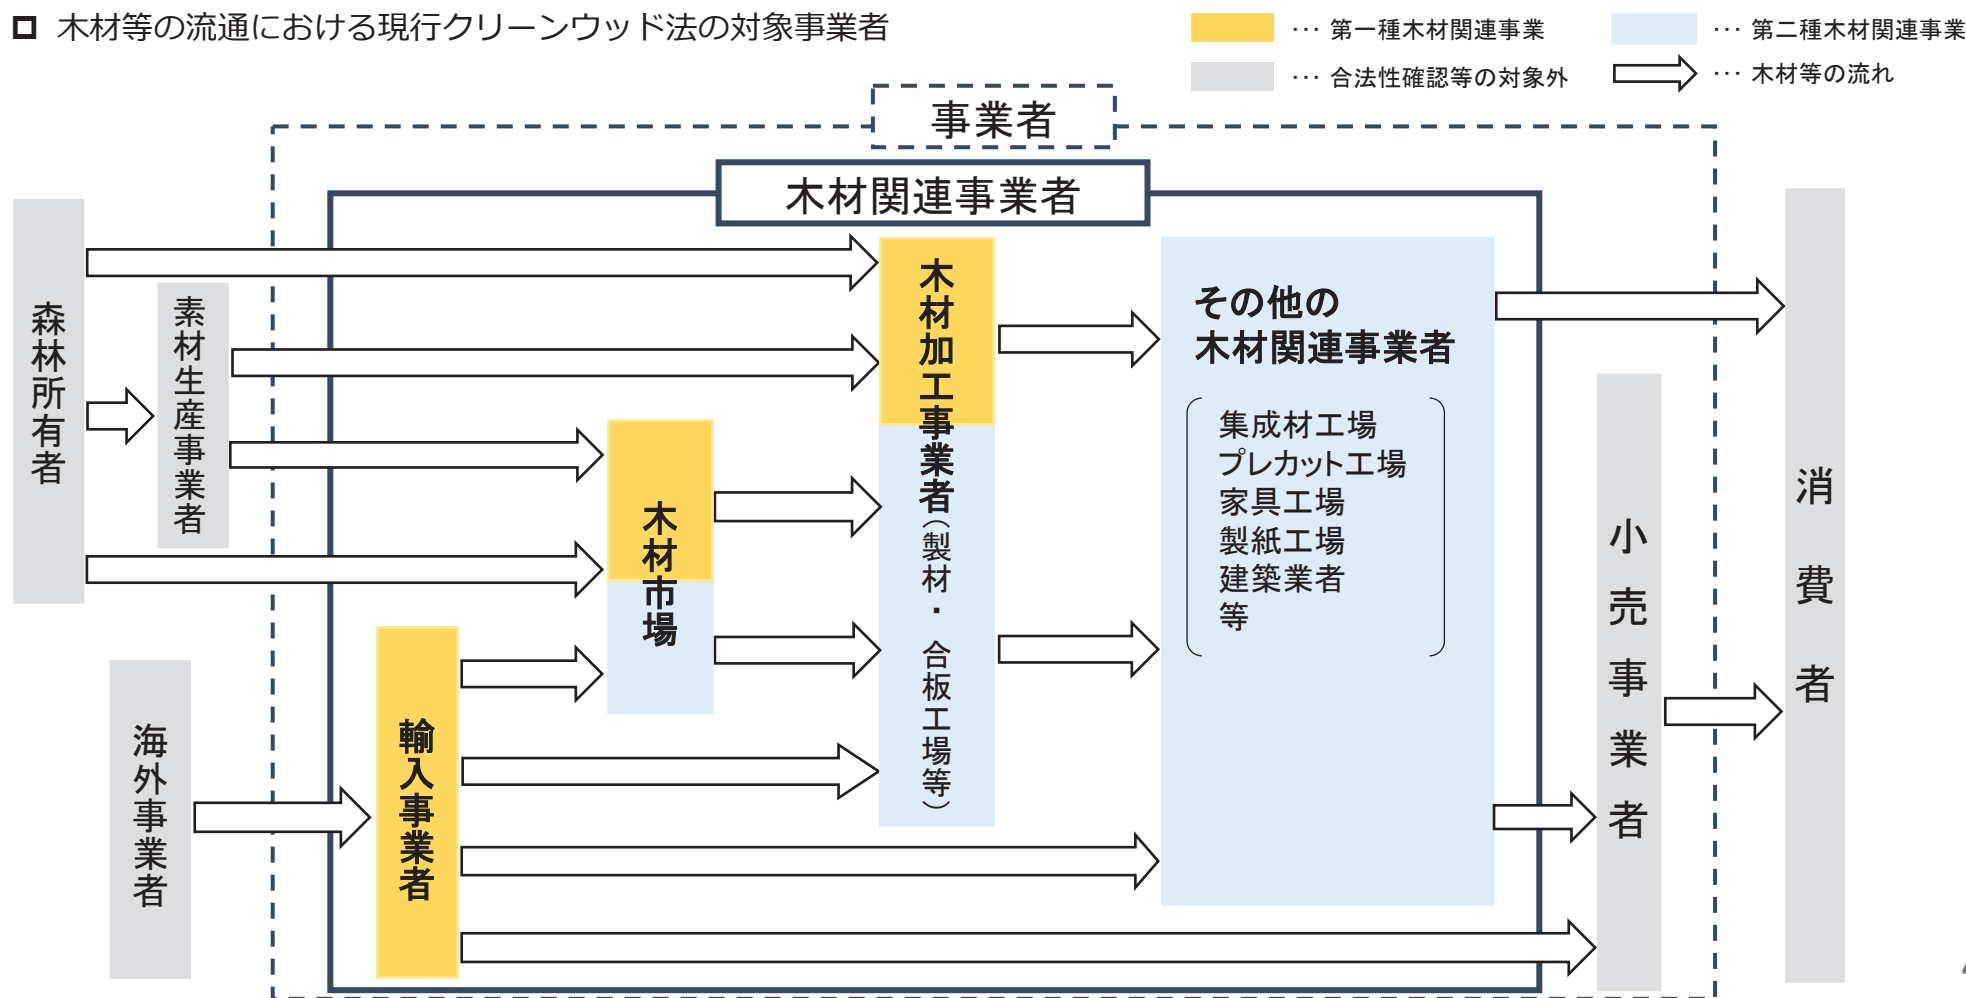 木材等の流通における現行クリーンウッド法の対象事業者
･･･ 第一種木材関連事業
･･･ 第二種木材関連事業
･･･ 合法性確認等の対象外
･･･ 木材等の流れ
事業者
木材関連事業者
森林所有者
素材生産事業者
海外事業者
輸入事業者
木材市場
木材加工事業者（製材・合板工場等）
その他の
木材関連事業者
集成材工場
プレカット工場
家具工場
製紙工場
建築業者
等
小売事業者
消費者